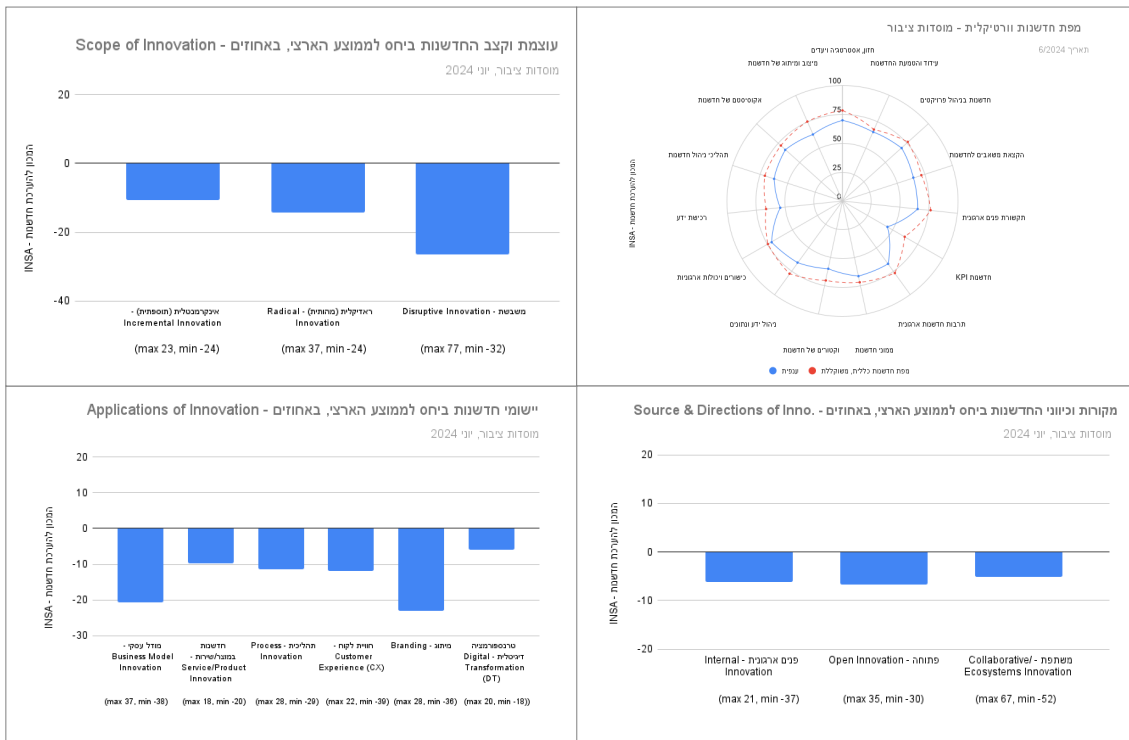 עוצמת וקצב החדשנות ביחס לממוצע הארצי, באחוזים - Scope of Innovation
מוסדות ציבור, יוני 2024
המכון להערכת חדשנות - INSA
20
0
-20
-40
אינקרמנטלית (תוספתית) -
Incremental Innovation
(max 23, min -24)
ראדיקלית (מהותית) - Radical
Innovation
(max 37, min -24)
משבשת - Disruptive Innovation
(max 77, min -32)
מפת חדשנות וורטיקלית - מוסדות ציבור
תאריך 6/2024
המכון להערכת חדשנות - INSA
חזון, אסטרטגיה ויעדים
עידוד והטמעת החדשנות
חדשנות בניהול פרויקטים
הקצאת משאבים לחדשנות
תקשורת פנים ארגונית
חדשנות KPI
תרבות חדשנות ארגונית
ממוני חדשנות
וקטורים של חדשנות
ניהול ידע ונתונים
כישורים ויכולות ארגוניות
רכישת ידע
תהליכי ניהול חדשנות
אקוסיסטם של חדשנות
מיצוב ומיתוג של חדשנות
100
75
50
25
0
ענפית
מפת חדשנות כללית, משוקללת
יישומי חדשנות ביחס לממוצע הארצי, באחוזים - Applications of Innovation
מוסדות ציבור, יוני 2024
המכון להערכת חדשנות - INSA
20
10
0
-10
-20
-30
מודל עסקי -
Business Model
Innovation
(max 37, min -38)
חדשנות
במוצר/שירות -
Service/Product
Innovation
(max 18, min -20)
תהליכית - Process
Innovation
(max 28, min -29)
חוויית לקוח -
Customer
Experience (CX)
(max 22, min -39)
מיתוג - Branding
(max 28, min -36)
טרנספורמציה
דיגיטלית - Digital
Transformation
(DT)
(max 20, min -18))
מקורות וכיווני החדשנות ביחס לממוצע הארצי, באחוזים - .Source & Directions of Inno
מוסדות ציבור, יוני 2024
המכון להערכת חדשנות - INSA
20
10
0
-10
-20
פנים ארגונית - Internal
Innovation
(max 21, min -37)
פתוחה - Open Innovation
(max 35, min -30)
משתפת - Collaborative/
Ecosystems Innovation
(max 67, min -52)